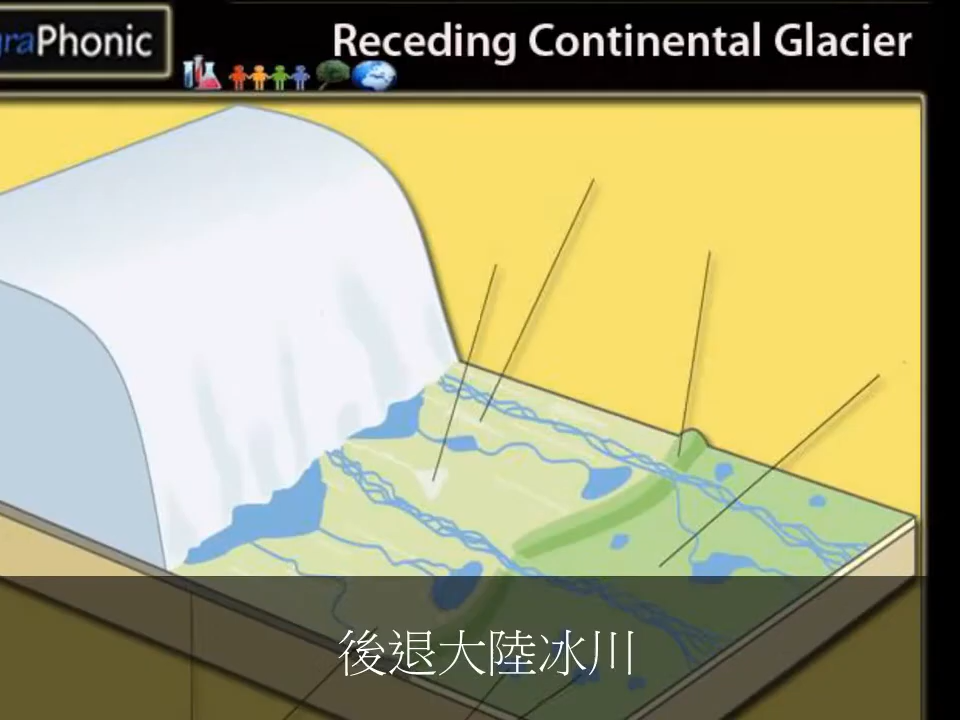 raPhonic
Receding Continental Glacier
後退大陸冰川